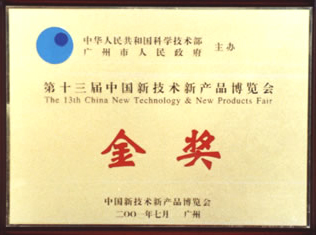 中华人民共和国科学技术部
广州市人民政府
主办
第十三届中国新技术新产品博览会
The 13th China New Technology & New Products Fair
金奖
中国新技术新产品博览会
二〇〇一年七月 广州